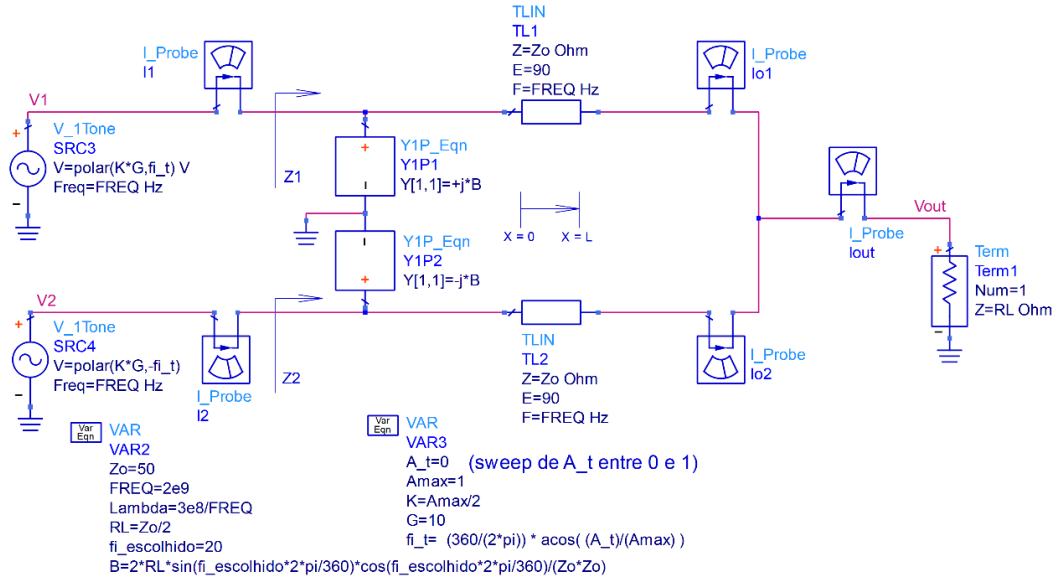 TLIN
TL1
Z=Zo Ohm
E=90
F=FREQ Hz
I_Probe
I1
I_Probe
Io1
V1
+
V_1Tone
SRC3
V=polar(K*G,fi_t) V
Freq=FREQ Hz
-
Z1
+
Y1P_Eqn
Y1P1
Y[1,1]=+j*B
-
X = 0
X = L
I_Probe
Iout
Vout
+
Term
Term1
Num=1
Z=RL Ohm
-
-
Y1P_Eqn
Y1P2
Y[1,1]=-j*B
+
V2
+
V_1Tone
SRC4
V=polar(K*G,-fi_t)
Freq=FREQ Hz
-
I_Probe
I2
Z2
TLIN
TL2
Z=Zo Ohm
E=90
F=FREQ Hz
I_Probe
Io2
Var
Eqn
VAR
VAR2
Zo=50
FREQ=2e9
Lambda=3e8/FREQ
RL=Zo/2
fi_escolhido=20
B=2*RL*sin(fi_escolhido*2*pi/360)*cos(fi_escolhido*2*pi/360)/(Zo*Zo)
Var
Eqn
VAR
VAR3
A_t=0 (sweep de A_t entre 0 e 1)
Amax=1
K=Amax/2
G=10
fi_t= (360/(2*pi)) * acos( (A_t)/(Amax) )